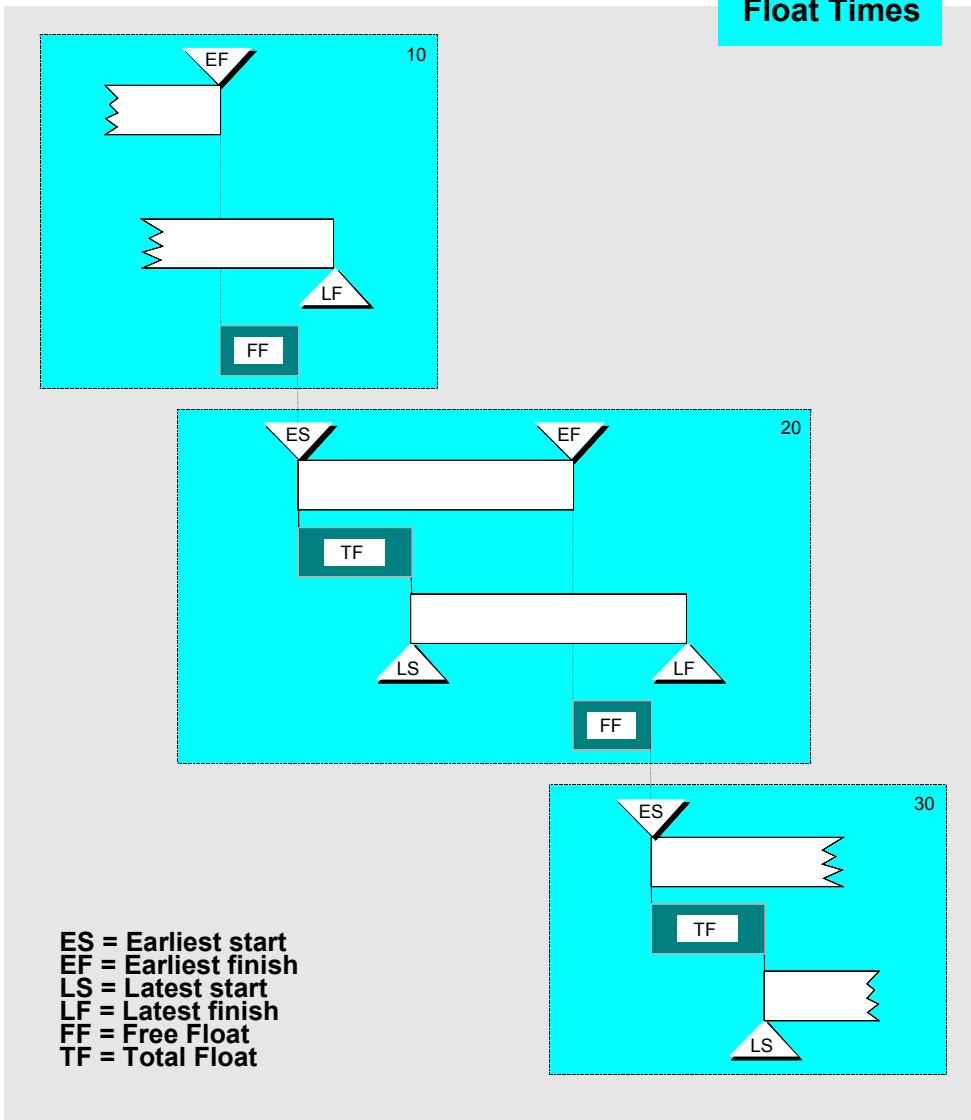 Float Times
10
EF
LF
FF
20
ES
EF
TF
LS
LF
FF
30
ES
TF
LS
ES = Earliest start
EF = Earliest finish
LS = Latest start
LF = Latest finish
FF = Free Float
TF = Total Float